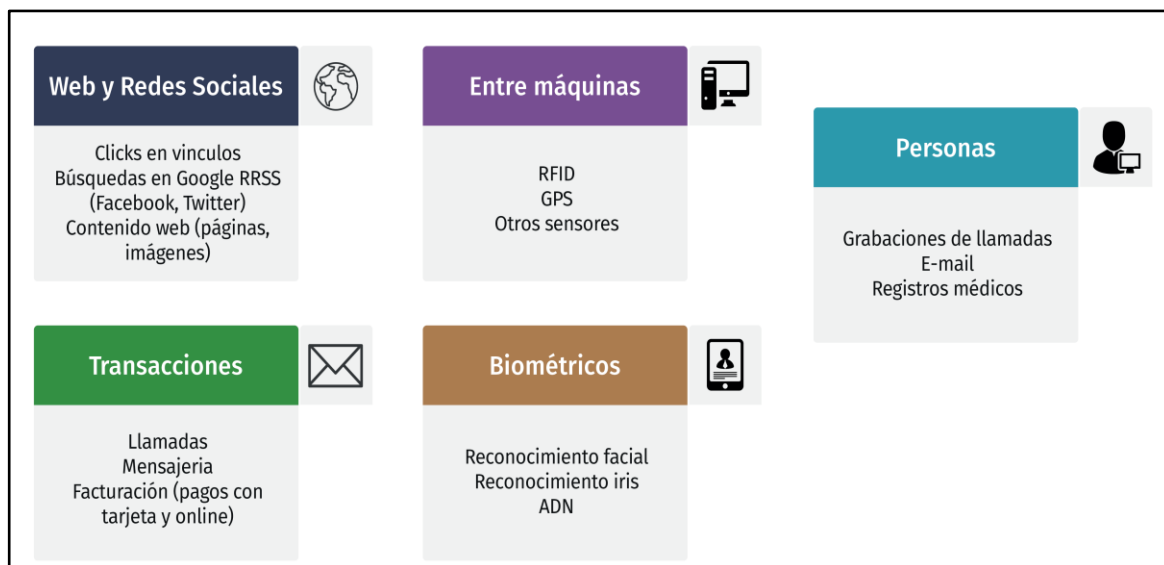 Web y Redes Sociales
Clicks en vinculos
Búsquedas en Google RRSS
(Facebook, Twitter)
Contenido web (páginas,
imágenes)
Entre máquinas
RFID
GPS
Otros sensores
Personas
Grabaciones de llamadas
E-mail
Registros médicos
Transacciones
Llamadas
Mensajeria
Facturación (pagos con
tarjeta y online)
Biométricos
Reconocimiento facial
Reconocimiento iris
ADN